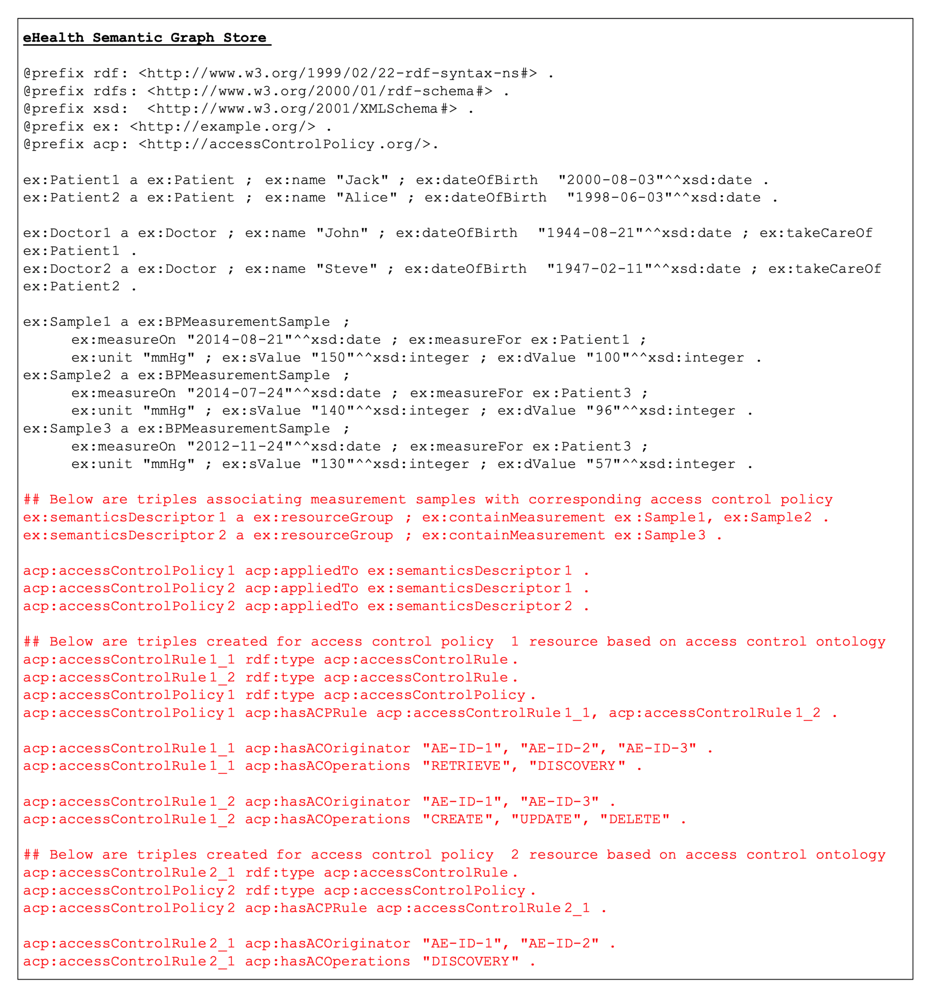 eHealth Semantic Graph Store
@prefix rdf: <http://www.w3.org/1999/02/22-rdf-syntax-ns#> .
@prefix rdfs: <http://www.w3.org/2000/01/rdf-schema#> .
@prefix xsd: <http://www.w3.org/2001/XMLSchema#> .
@prefix ex: <http://example.org/> .
@prefix acp: <http://accessControlPolicy.org/>.
ex:Patient1 a ex:Patient ; ex:name "Jack" ; ex:dateOfBirth "2000-08-03"^^xsd:date .
ex:Patient2 a ex:Patient ; ex:name "Alice" ; ex:dateOfBirth "1998-06-03"^^xsd:date .
ex:Doctor1 a ex:Doctor ; ex:name "John" ; ex:dateOfBirth "1944-08-21"^^xsd:date ; ex:takeCareOf
ex:Patient1 .
ex:Doctor2 a ex:Doctor ; ex:name "Steve" ; ex:dateOfBirth "1947-02-11"^^xsd:date ; ex:takeCareOf
ex:Patient2 .
ex:Sample1 a ex:BPMeasurementSample ;
ex:measureOn "2014-08-21"^^xsd:date ; ex:measureFor ex:Patient1 ;
ex:unit "mmHg" ; ex:sValue "150"^^xsd:integer ; ex:dValue "100"^^xsd:integer .
ex:Sample2 a ex:BPMeasurementSample ;
ex:measureOn "2014-07-24"^^xsd:date ; ex:measureFor ex:Patient3 ;
ex:unit "mmHg" ; ex:sValue "140"^^xsd:integer ; ex:dValue "96"^^xsd:integer .
ex:Sample3 a ex:BPMeasurementSample ;
ex:measureOn "2012-11-24"^^xsd:date ; ex:measureFor ex:Patient3 ;
ex:unit "mmHg" ; ex:sValue "130"^^xsd:integer ; ex:dValue "57"^^xsd:integer .
## Below are triples associating measurement samples with corresponding access control policy
ex:semanticsDescriptor1 a ex:resourceGroup ; ex:containMeasurement ex:Sample1, ex:Sample2 .
ex:semanticsDescriptor2 a ex:resourceGroup ; ex:containMeasurement ex:Sample3 .
acp:accessControlPolicy1 acp:appliedTo ex:semanticsDescriptor1 .
acp:accessControlPolicy2 acp:appliedTo ex:semanticsDescriptor1 .
acp:accessControlPolicy2 acp:appliedTo ex:semanticsDescriptor2 .
## Below are triples created for access control policy 1 resource based on access control ontology
acp:accessControlRule1_1 rdf:type acp:accessControlRule.
acp:accessControlRule1_2 rdf:type acp:accessControlRule.
acp:accessControlPolicy1 rdf:type acp:accessControlPolicy.
acp:accessControlPolicy1 acp:hasACPRule acp:accessControlRule1_1, acp:accessControlRule1_2 .
acp:accessControlRule1_1 acp:hasACOriginator "AE-ID-1", "AE-ID-2", "AE-ID-3" .
acp:accessControlRule1_1 acp:hasACOperations "RETRIEVE", "DISCOVERY" .
acp:accessControlRule1_2 acp:hasACOriginator "AE-ID-1", "AE-ID-3" .
acp:accessControlRule1_2 acp:hasACOperations "CREATE", "UPDATE", "DELETE" .
## Below are triples created for access control policy 2 resource based on access control ontology
acp:accessControlRule2_1 rdf:type acp:accessControlRule.
acp:accessControlPolicy2 rdf:type acp:accessControlPolicy.
acp:accessControlPolicy2 acp:hasACPRule acp:accessControlRule2_1 .
acp:accessControlRule2_1 acp:hasACOriginator "AE-ID-1", "AE-ID-2" .
acp:accessControlRule2_1 acp:hasACOperations "DISCOVERY" .